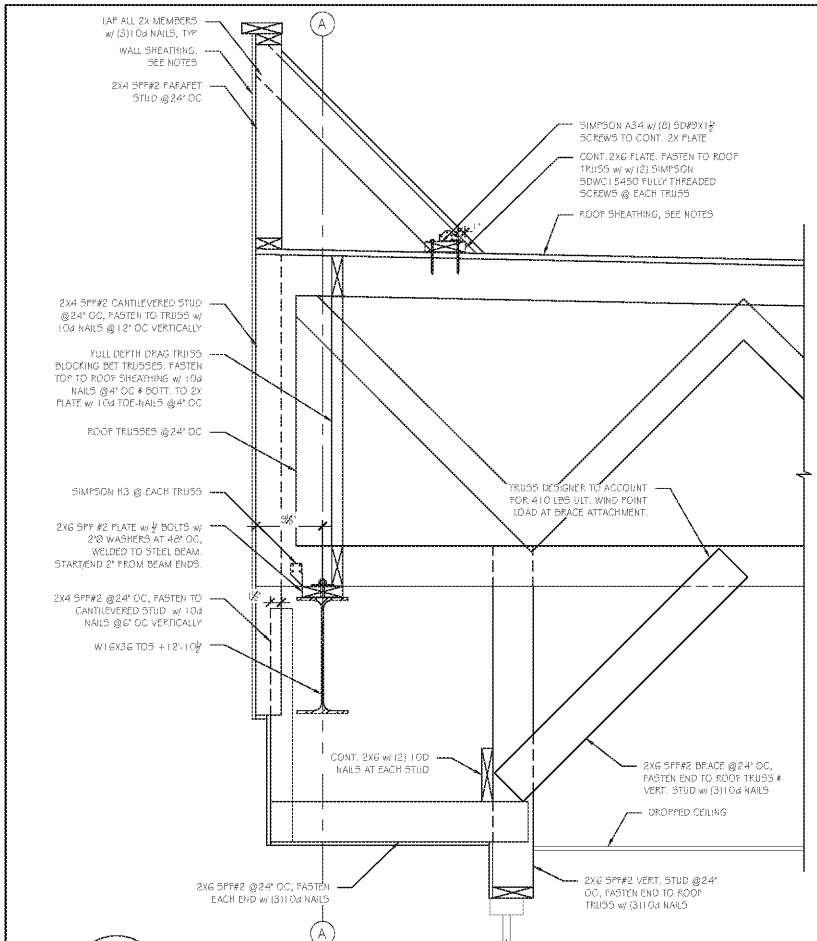 A
LAP ALL 2X MEMBERS
w/ (3)10d NAILS, TYP
WALL SHEATHING.
SEE NOTES
2X4 SPF#2 PARAPET
STUD @24" OC
SIMPSON A34 w/ (8) SD#9X1½
SCREWS TO CONT. 2X PLATE
CONT. 2X6 PLATE. FASTEN TO ROOF
TRUSS w/ w/ (2) SIMPSON
SDWC15450 FULLY THREADED
SCREWS @ EACH TRUSS
1"
ROOF SHEATHING, SEE NOTES
2X4 SPF#2 CANTILEVERED STUD
@24" OC, FASTEN TO TRUSS w/
10d NAILS @12" OC VERTICALLY
FULL DEPTH DRAG TRUSS
BLOCKING BET TRUSSES. FASTEN
TOP TO ROOF SHEATHING w/ 10d
NAILS @4" OC & BOTT. TO 2X
PLATE w/ 10d TOE-NAILS @4" OC
ROOF TRUSSES @24" OC
SIMPSON H3 @ EACH TRUSS
TRUSS DESIGNER TO ACCOUNT
FOR 410 LBS ULT. WIND POINT
LOAD AT BRACE ATTACHMENT.
2X6 SPF #2 PLATE w/ ½ BOLTS w/
2"Ø WASHERS AT 48" OC,
WELDED TO STEEL BEAM.
START/END 2" FROM BEAM ENDS.
2X4 SPF#2 @24" OC, FASTEN TO
CANTILEVERED STUD w/ 10d
NAILS @6" OC VERTICALLY
W16X36 TOS +12'-10½
CONT. 2X6 w/ (2) 10D
NAILS AT EACH STUD
2X6 SPF#2 BRACE @24" OC,
FASTEN END TO ROOF TRUSS &
VERT. STUD w/ (3)10d NAILS
DROPPED CEILING
2X6 SPF#2 @24" OC, FASTEN
EACH END w/ (3)10d NAILS
2X6 SPF#2 VERT. STUD @24"
OC, FASTEN END TO ROOF
TRUSS w/ (3)10d NAILS
A